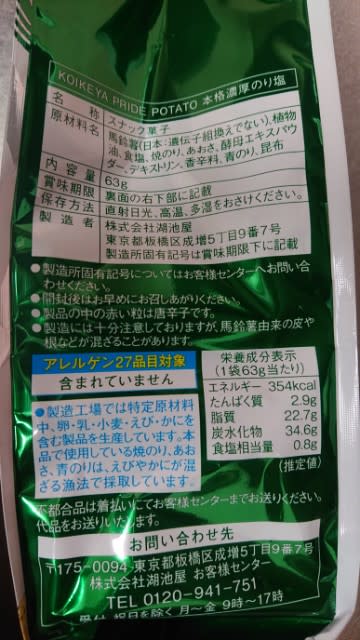 KOIKEYA PRIDE POTATO 本格濃厚のり塩
名称 スナック菓子
原材料名 馬鈴薯(日本:遺伝子組換えでない)、植物
油、食塩、焼のり、あおさ、酵母エキスパウ
ダー、デキストリン、香辛料、青のり、昆布
内容量 63g
賞味期限 裏面の右下部に記載
保存方法 直射日光、高温、多湿をおさけください。
製造者 株式会社湖池屋
東京都板橋区成増5丁目9番7号
製造所固有記号は賞味期限下に記載
●製造所固有記号についてはお客様センターへお問い合
わせください。
●開封後はお早めにお召しあがりください。
●製品の中の赤い粒は唐辛子です。
●製造には十分注意しておりますが、馬鈴薯由来の皮や
根などが混ざることがあります。
アレルゲン27品目対象
含まれていません
●製造工場では特定原材料
中、卵・乳・小麦・えび・かにを
含む製品を生産しています。本
品で使用している焼のり、あお
さ、青のりは、えびやかにが混
ざる漁法で採取しています。
栄養成分表示
(1袋63g当たり)
エネルギー 354kcal
たんぱく質 2.9g
脂質 22.7g
炭水化物 34.6g
食塩相当量 0.8g
(推定値)
不都合品は着払いにてお客様センターまでお送りください。
代品をお送りいたします。
お問い合わせ先
〒175-0094 東京都板橋区成増5丁目9番7号
株式会社湖池屋 お客様センター
TEL 0120-941-751
受付 祝日を除く月〜金 9時〜17時